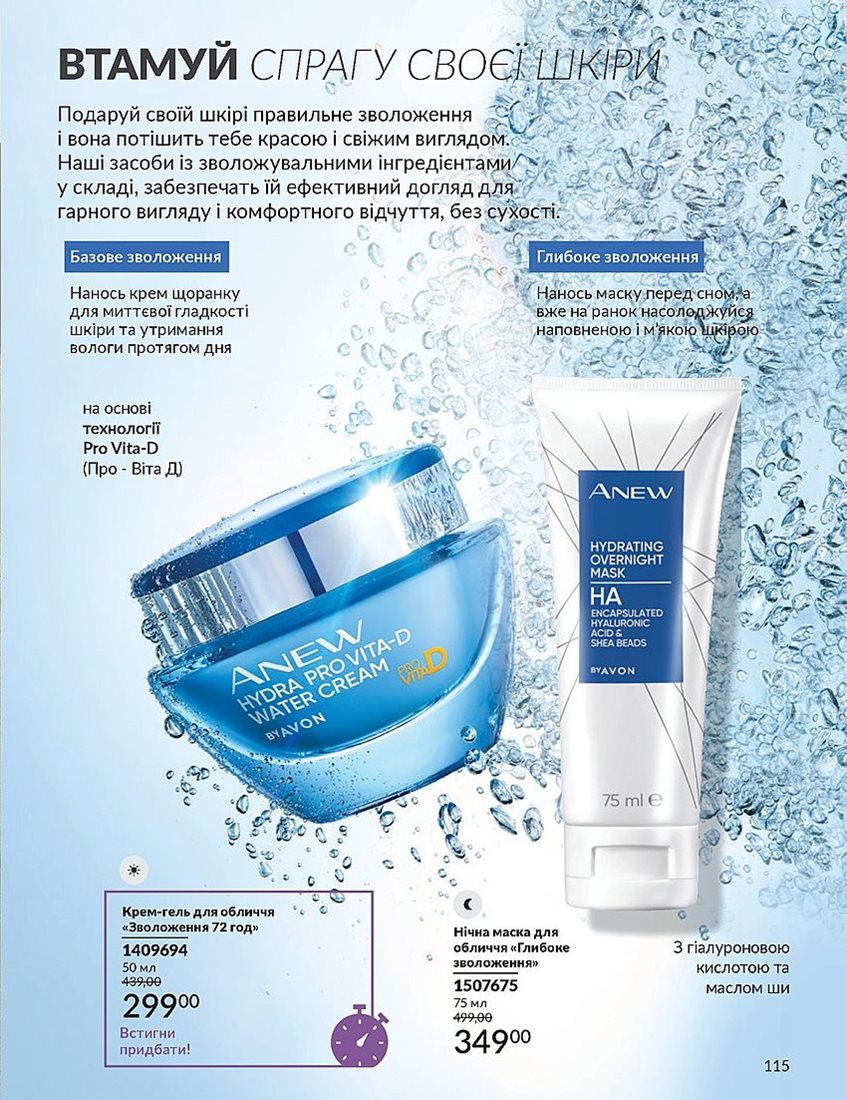 ВТАМУЙ СПРАГУ СВОЄЇ ШКІРИ
Подаруй своїй шкірі правильне зволоження
і вона потішить тебе красою і свіжим виглядом.
Наші засоби із зволожувальними інгредієнтами
у складі, забезпечать їй ефективний догляд для
гарного вигляду і комфортного відчуття, без сухості.
Базове зволоження
Нанось крем щоранку
для миттєвої гладкості
шкіри та утримання
вологи протягом дня
Глибоке зволоження
Нанось маску перед сном, а
вже на ранок насолоджуйся
наповненою і м'якою шкірою
на основі
технології
Pro Vita-D
(Про - Віта Д)
ANEW
HYDRA PRO VITA-D
WATER CREAM
BY AVON
PRO
VITA D
ANEW
HYDRATING
OVERNIGHT
MASK
HA
ENCAPSULATED
HYALURONIC
ACID &
SHEA BEADS
BY AVON
75 ml e
Крем-гель для обличчя
«Зволоження 72 год»
1409694
50 мл
439,00
29900
Встигни
придбати!
Нічна маска для
обличчя «Глибоке
зволоження»
1507675
75 мл
499,00
34900
З гіалуроновою
кислотою та
маслом ши
115